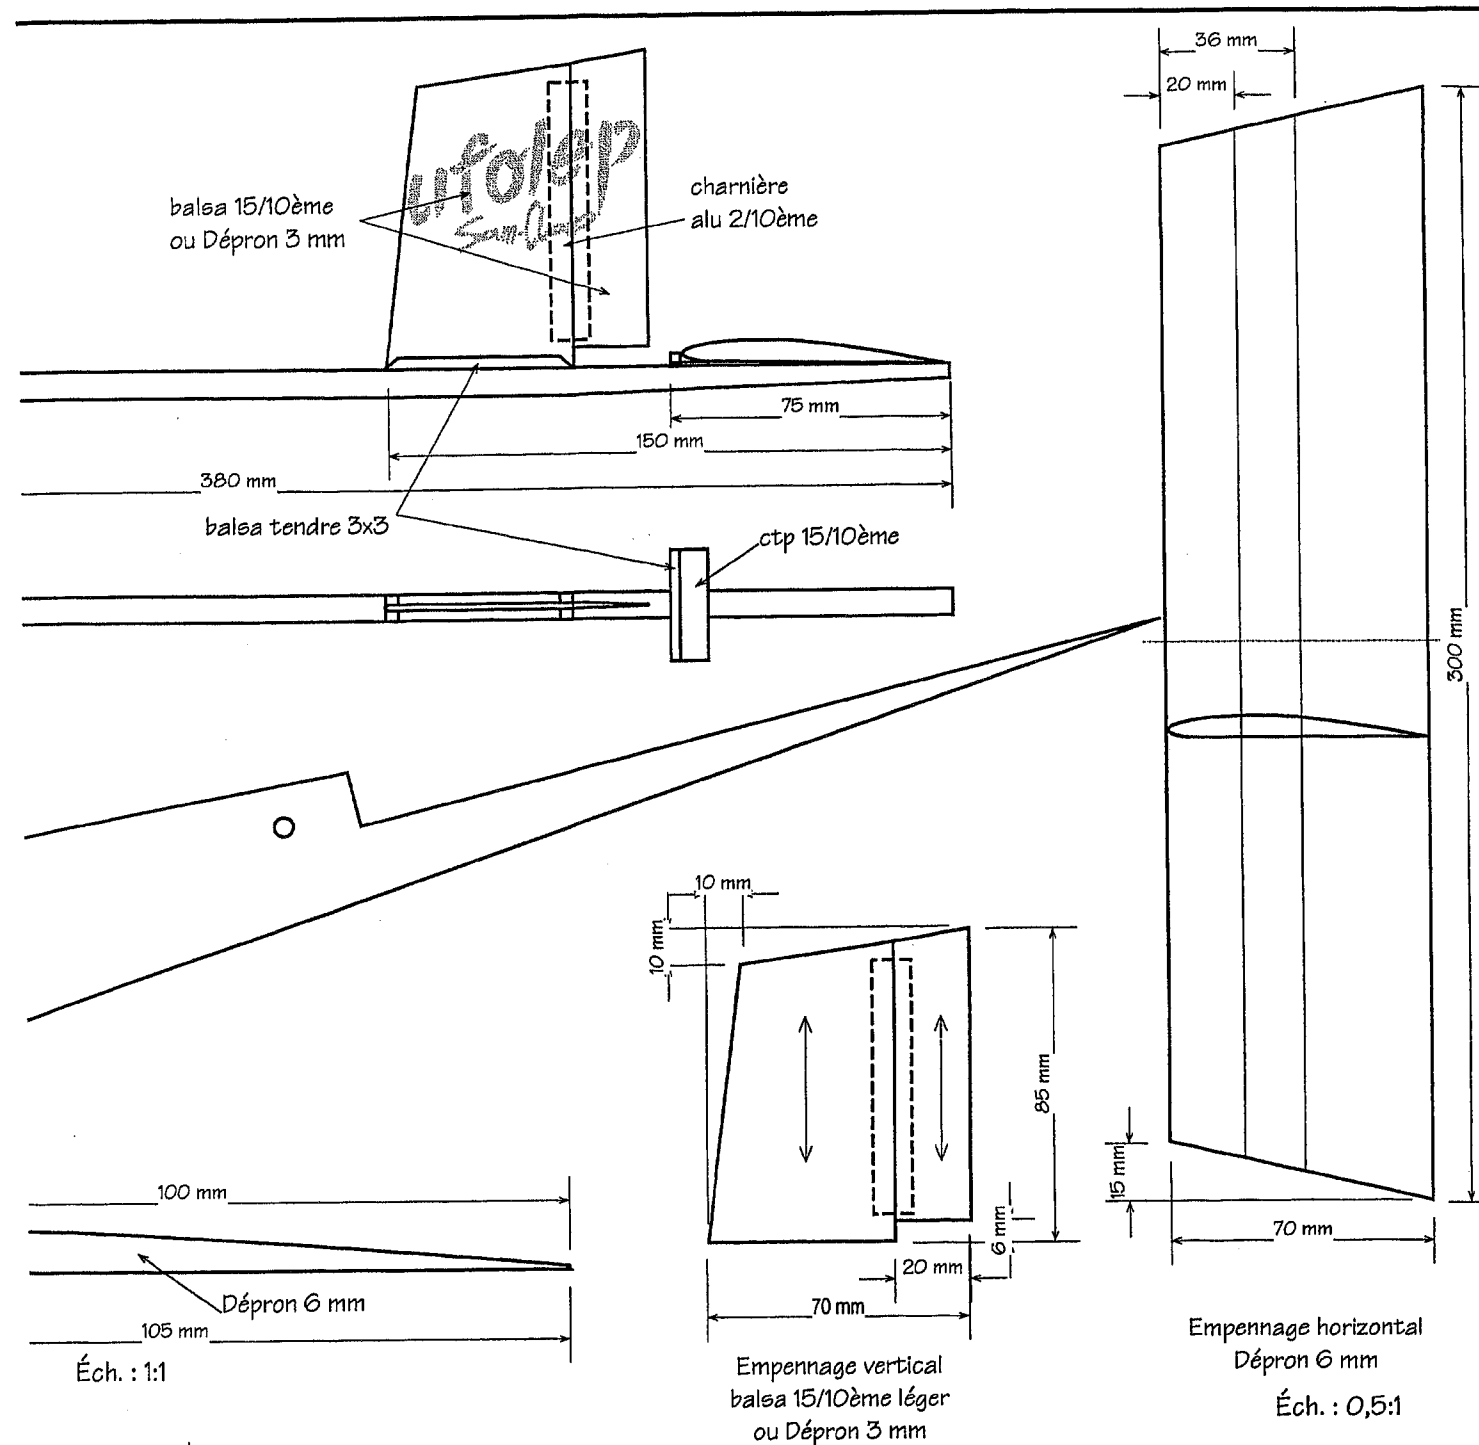 36 mm
20 mm
ufolep
balsa 15/10ème
ou Dépron 3 mm
charnière
alu 2/10ème
75 mm
150 mm
380 mm
balsa tendre 3x3
ctp 15/10ème
300 mm
10 mm
10 mm
85 mm
15 mm
100 mm
6 mm
20 mm
70 mm
Dépron 6 mm
70 mm
105 mm
Éch. : 1:1
Empennage horizontal
Dépron 6 mm
Éch. : 0,5:1
Empennage vertical
balsa 15/10ème léger
ou Dépron 3 mm